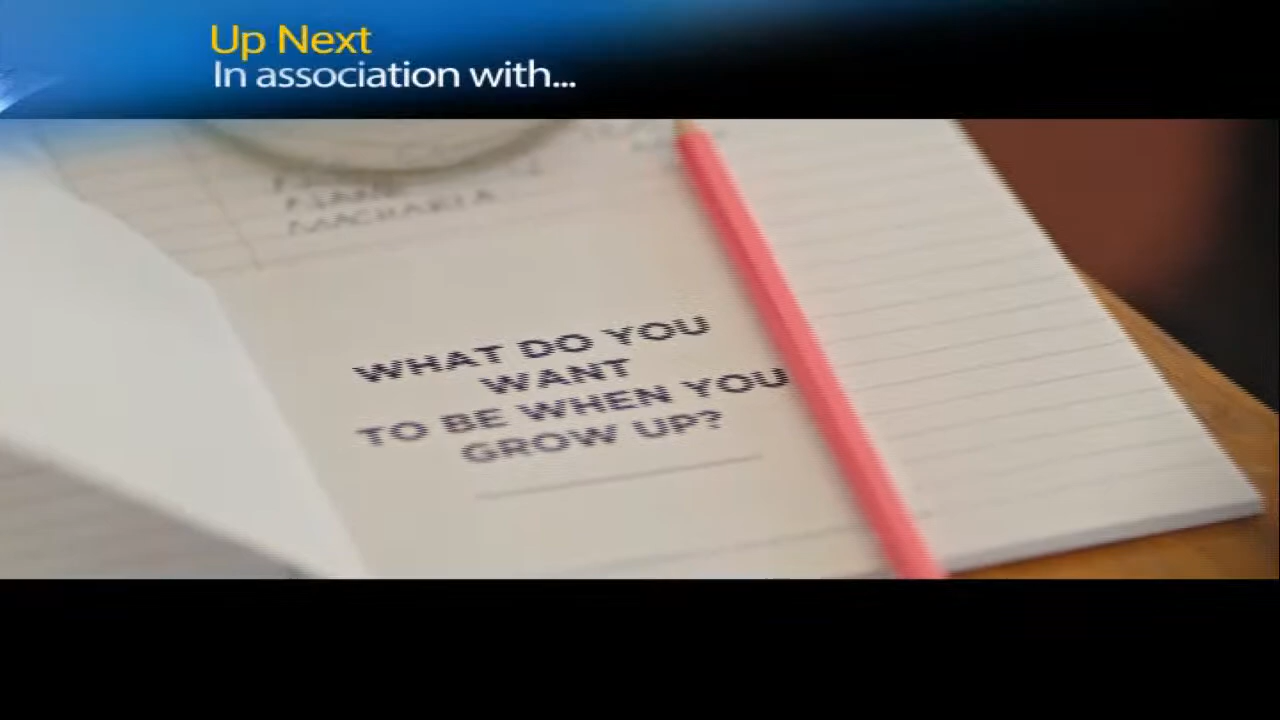 Up Next
In association with...
WHAT DO YOU
WANT
TO BE WHEN YOU
GROW UP?